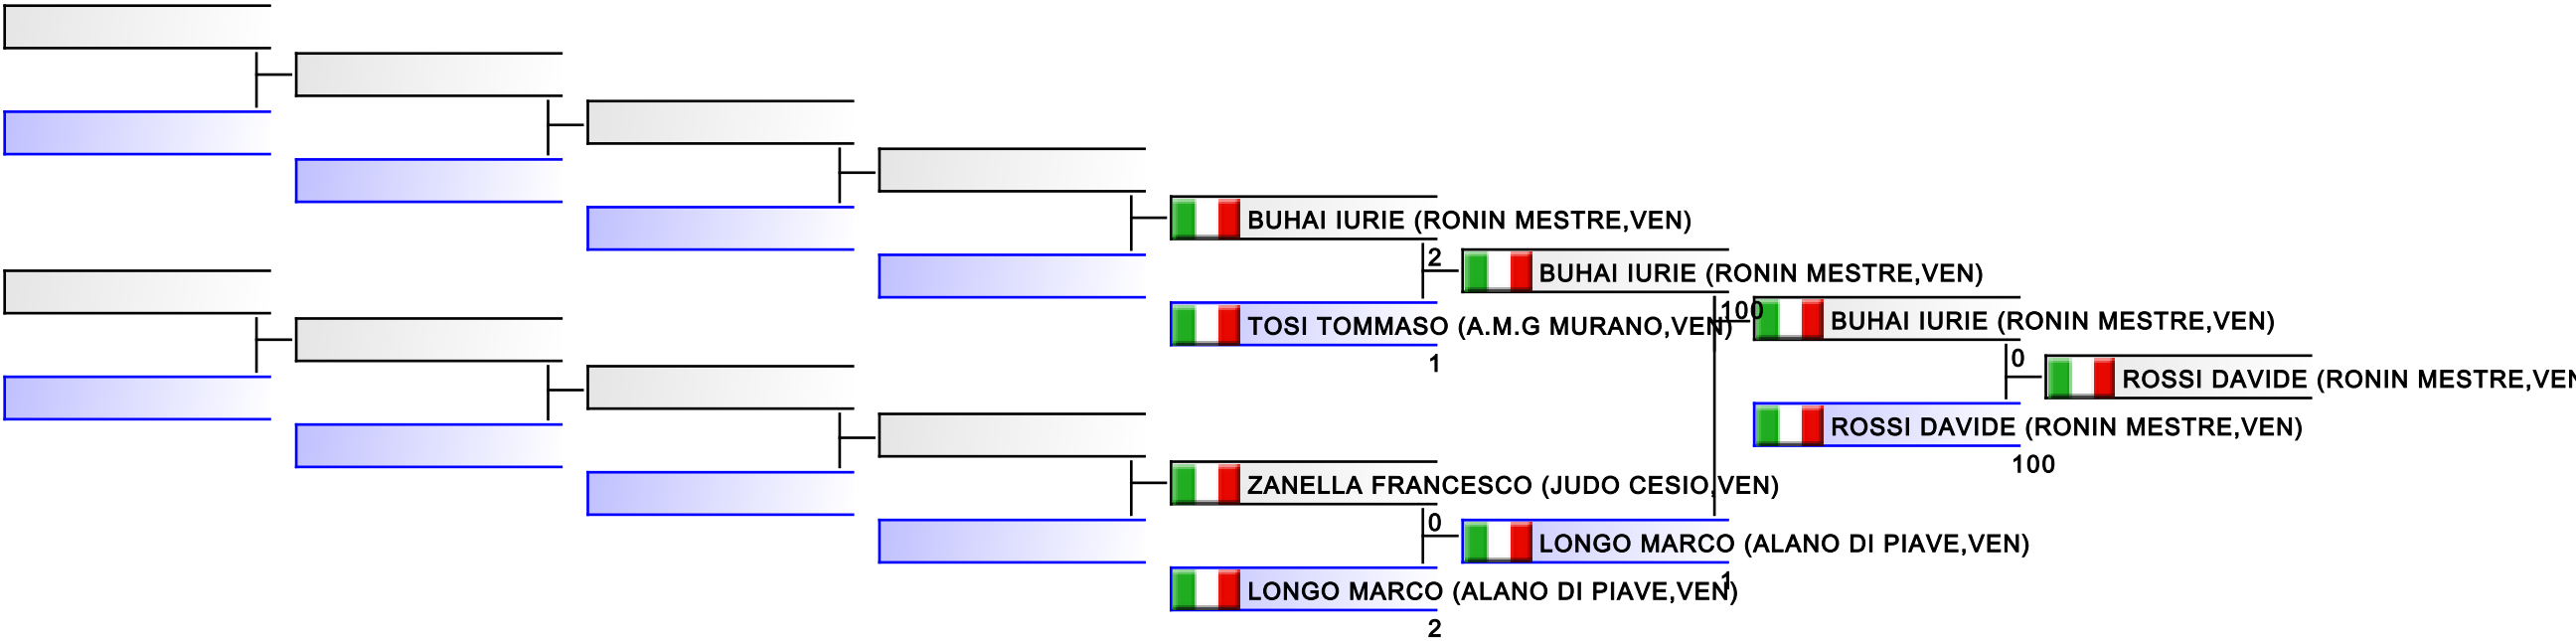 BUHAI IURIE (RONIN MESTRE,VEN)
2
BUHAI IURIE (RONIN MESTRE,VEN)
TOSI TOMMASO (A.M.G MURANO,VEN)
1
100
BUHAI IURIE (RONIN MESTRE,VEN)
0
ROSSI DAVIDE (RONIN MESTRE,VEN
ROSSI DAVIDE (RONIN MESTRE,VEN)
100
ZANELLA FRANCESCO (JUDO CESIO,VEN)
0
LONGO MARCO (ALANO DI PIAVE,VEN)
1
LONGO MARCO (ALANO DI PIAVE,VEN)
2